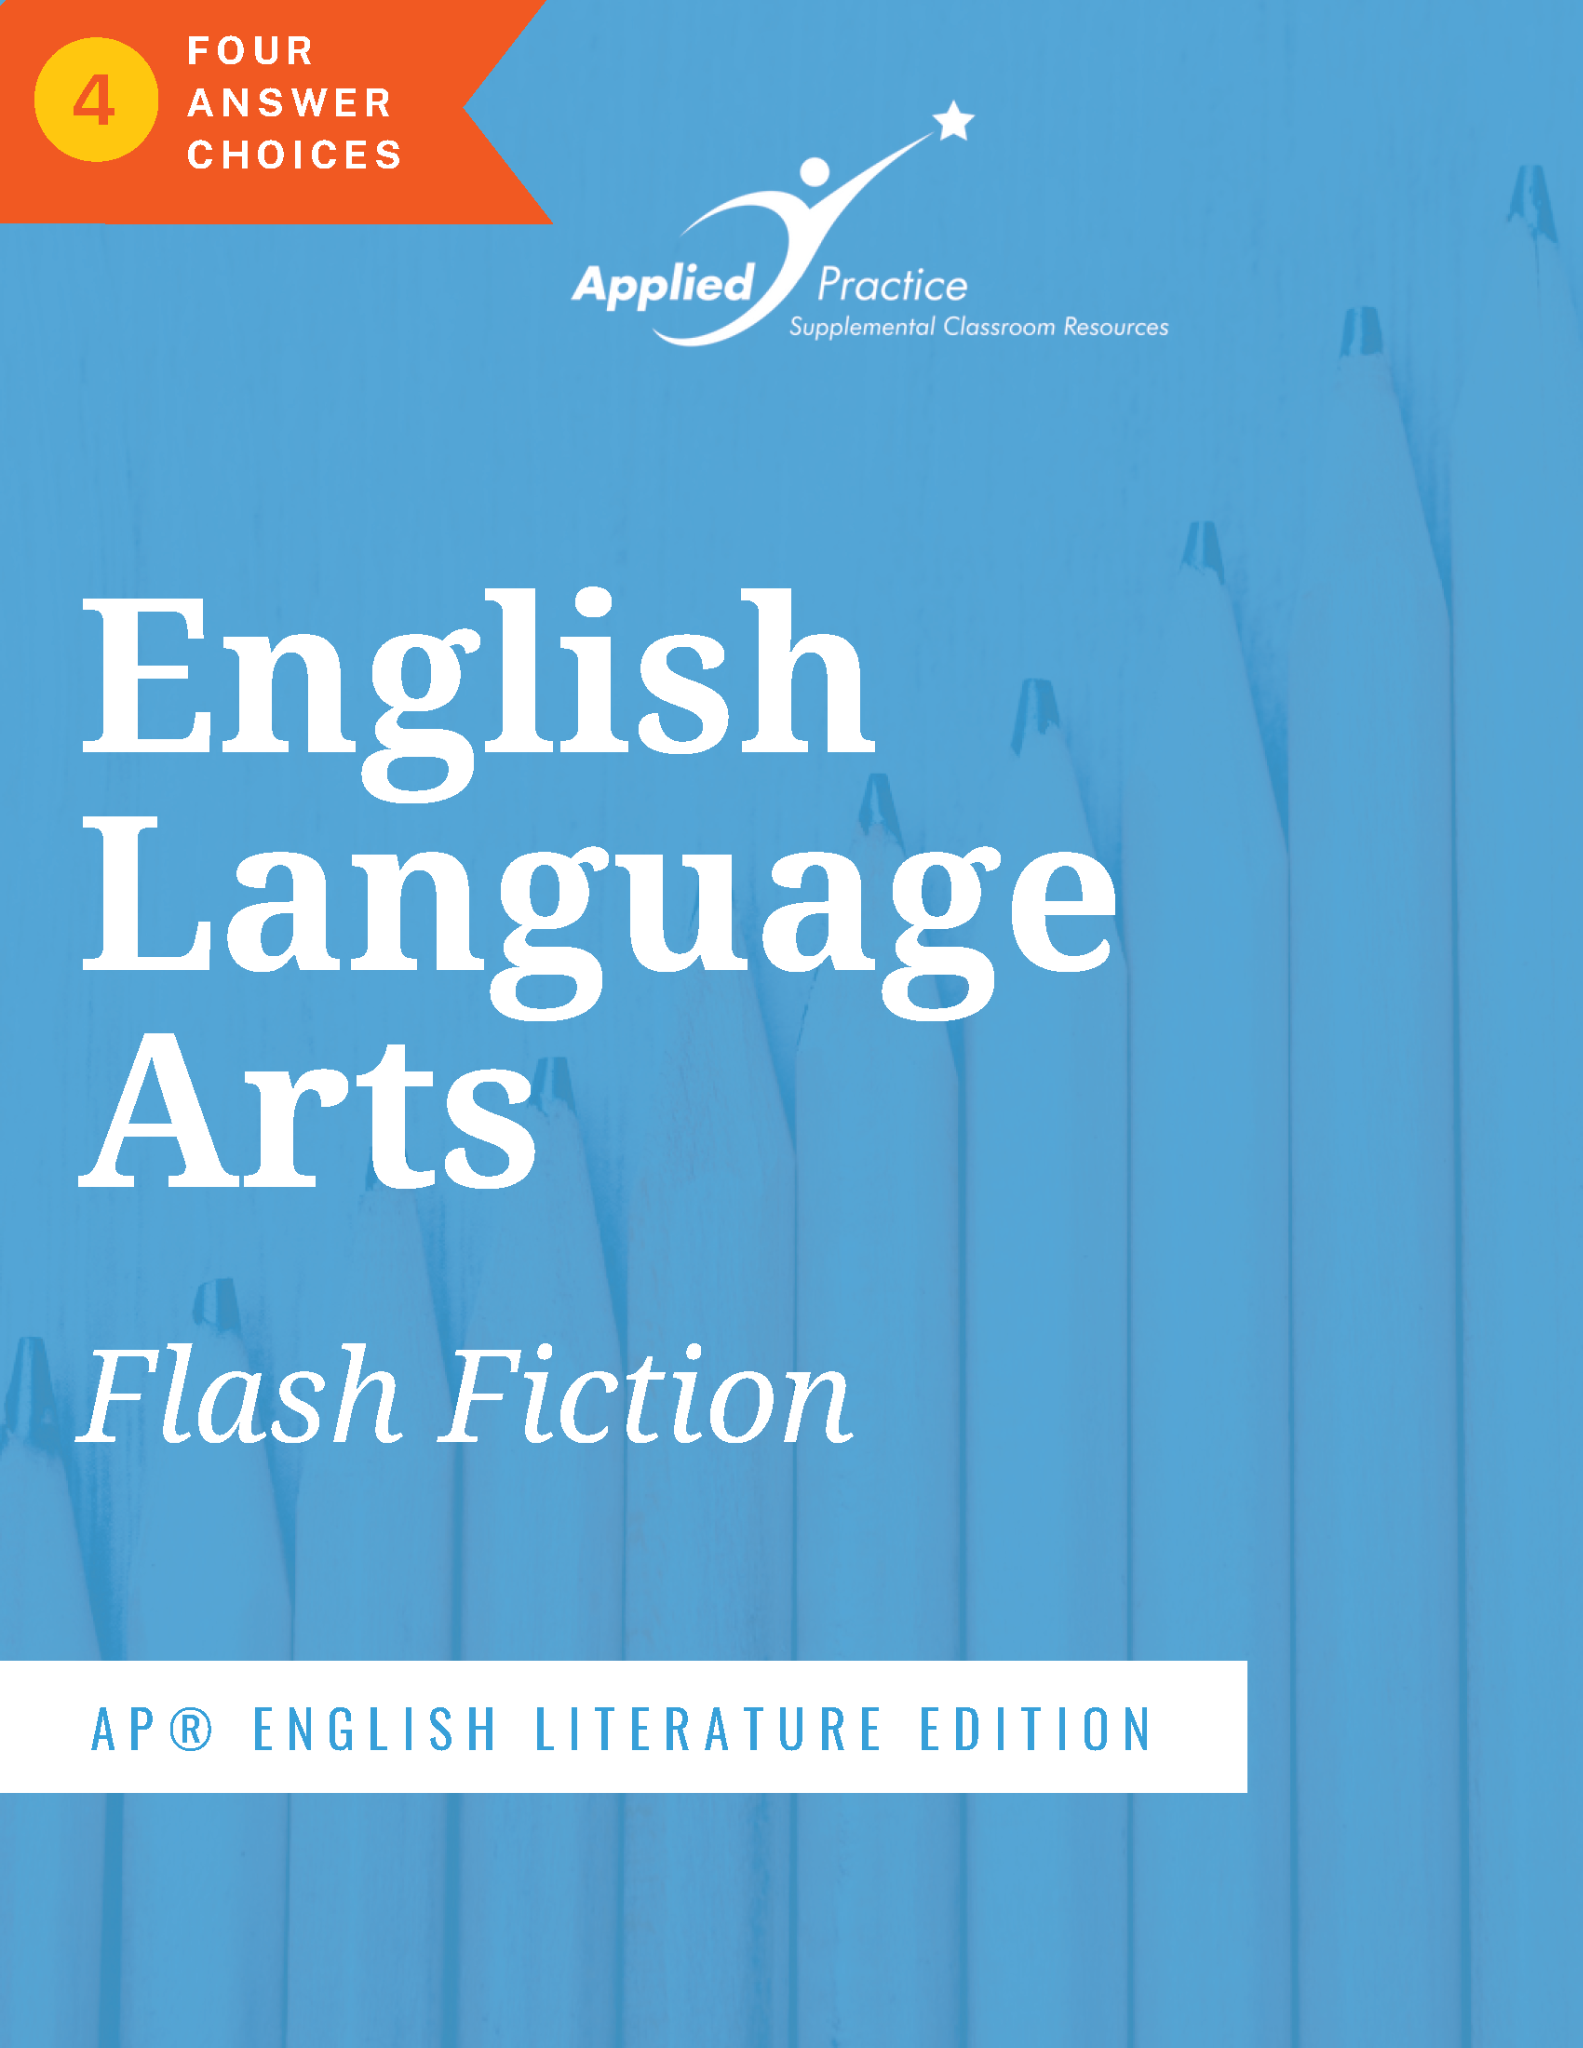 4
FOUR
ANSWER
CHOICES
Applied Practice
Supplemental Classroom Resources
English
Language
Arts
Flash Fiction
AP® ENGLISH LITERATURE EDITION